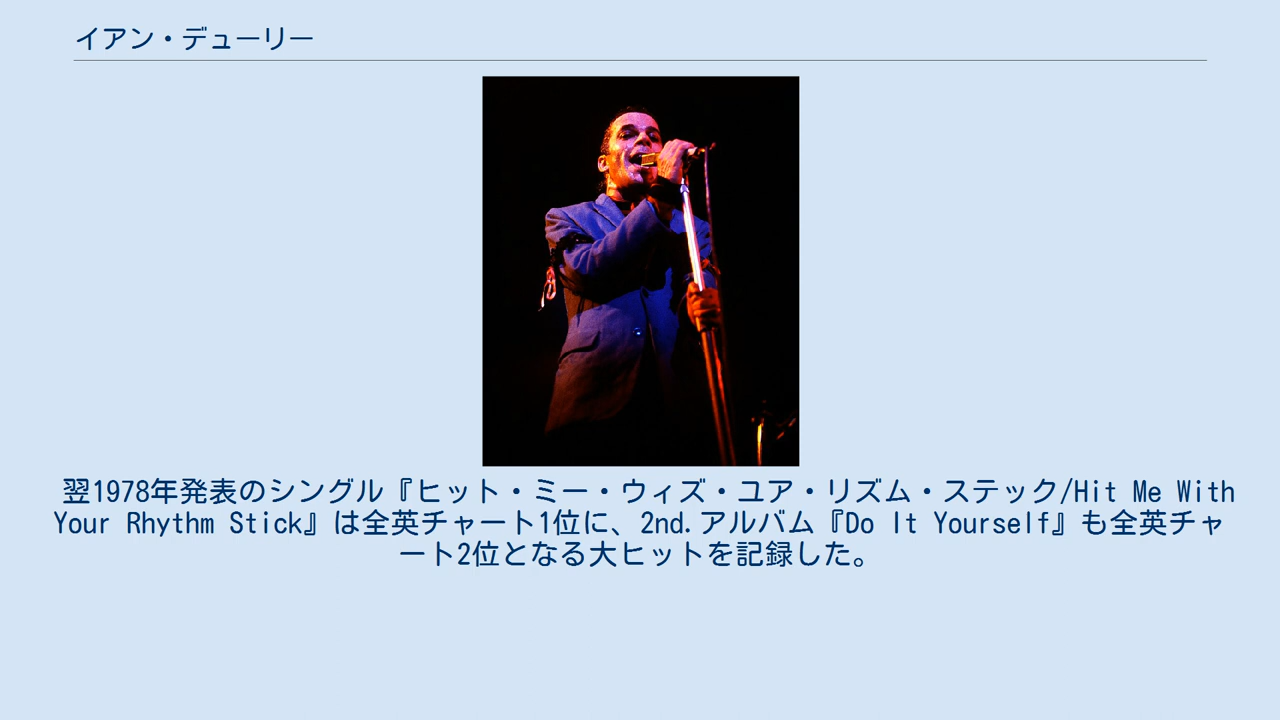 イアン・デューリー
翌1978年発表のシングル『ヒット・ミー・ウィズ・ユア・リズム・ステック/Hit Me With
Your Rhythm Stick』は全英チャート1位に、2nd.アルバム『Do It Yourself』も全英チャ
ート2位となる大ヒットを記録した。